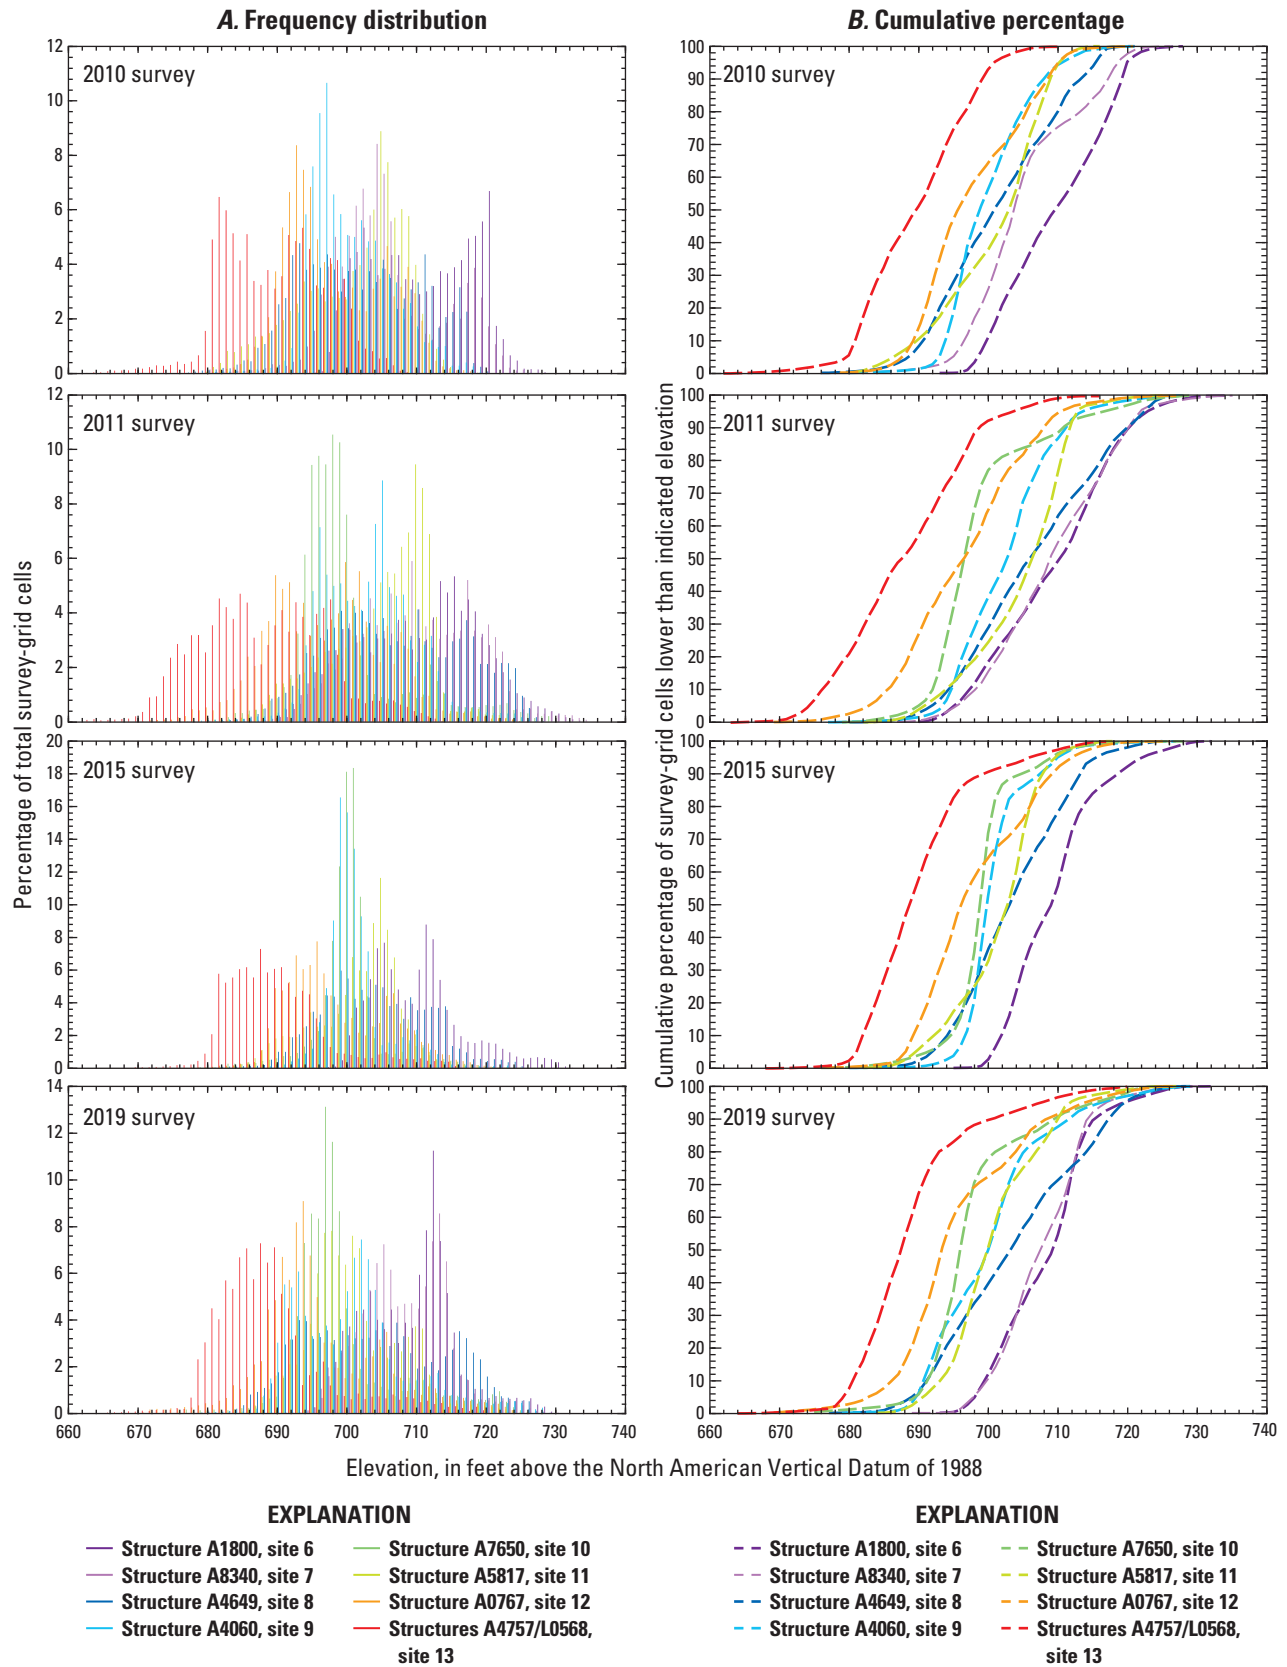 A. Frequency distribution
B. Cumulative percentage
Percentage of total survey-grid cells
Cumulative percentage of survey-grid cells lower than indicated elevation
2010 survey
12
10
8
6
4
2
0
2010 survey
100
90
80
70
60
50
40
30
20
10
0
2011 survey
12
10
8
6
4
2
0
2011 survey
100
90
80
70
60
50
40
30
20
10
0
2015 survey
20
18
16
14
12
10
8
6
4
2
0
2015 survey
100
90
80
70
60
50
40
30
20
10
0
2019 survey
14
12
10
8
6
4
2
0
2019 survey
100
90
80
70
60
50
40
30
20
10
0
660 670 680 690 700 710 720 730 740
660 670 680 690 700 710 720 730 740
Elevation, in feet above the North American Vertical Datum of 1988
EXPLANATION
Structure A1800, site 6
Structure A8340, site 7
Structure A4649, site 8
Structure A4060, site 9
Structure A7650, site 10
Structure A5817, site 11
Structure A0767, site 12
Structures A4757/L0568,
site 13
EXPLANATION
Structure A1800, site 6
Structure A8340, site 7
Structure A4649, site 8
Structure A4060, site 9
Structure A7650, site 10
Structure A5817, site 11
Structure A0767, site 12
Structures A4757/L0568,
site 13